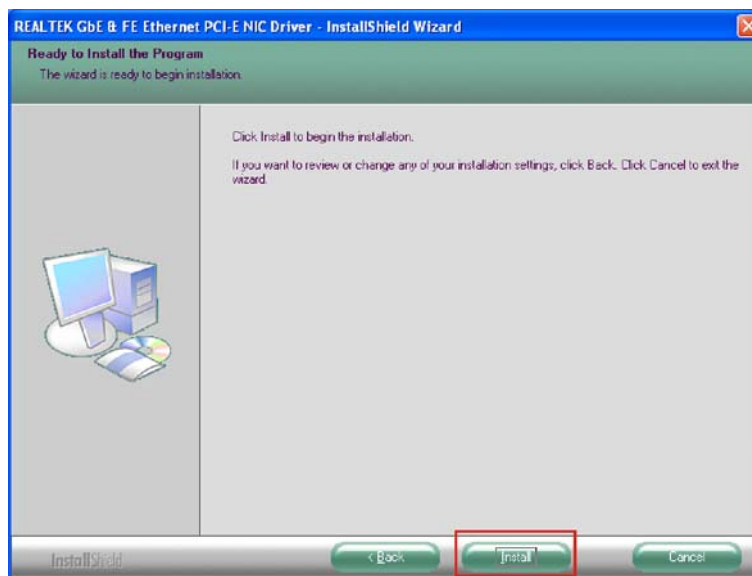 REALTEK GbE & FE Ethernet PCI-E NIC Driver - InstallShield Wizard
Ready to Install the Program
The wizard is ready to begin installation.
Click Install to begin the installation.
If you want to review or change any of your installation settings, click Back. Click Cancel to exit the
wizard.
InstallShield
< Back
Install
Cancel